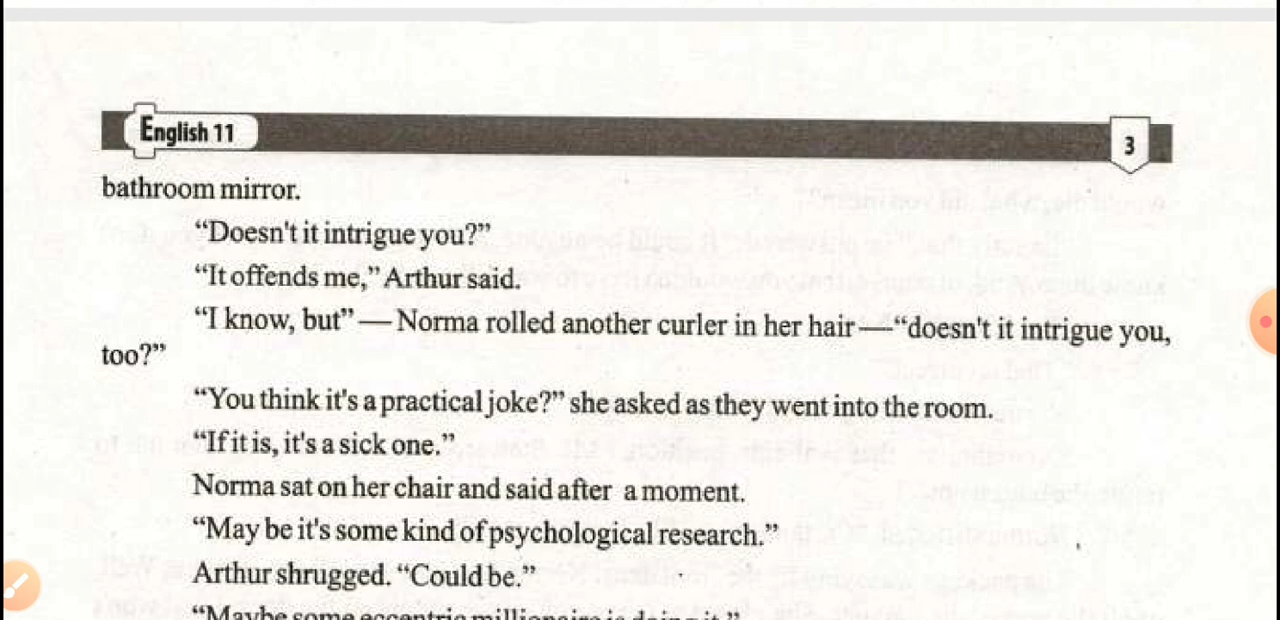 English 11
3
bathroom mirror.
“Doesn't it intrigue you?”
“It offends me,” Arthur said.
“I know, but” — Norma rolled another curler in her hair —“doesn't it intrigue you,
too?”
“You think it's a practical joke?” she asked as they went into the room.
“If it is, it's a sick one.”
Norma sat on her chair and said after a moment.
“May be it's some kind of psychological research.”
Arthur shrugged. “Could be.”
“Maybe some eccentric millionaire is doing it.”